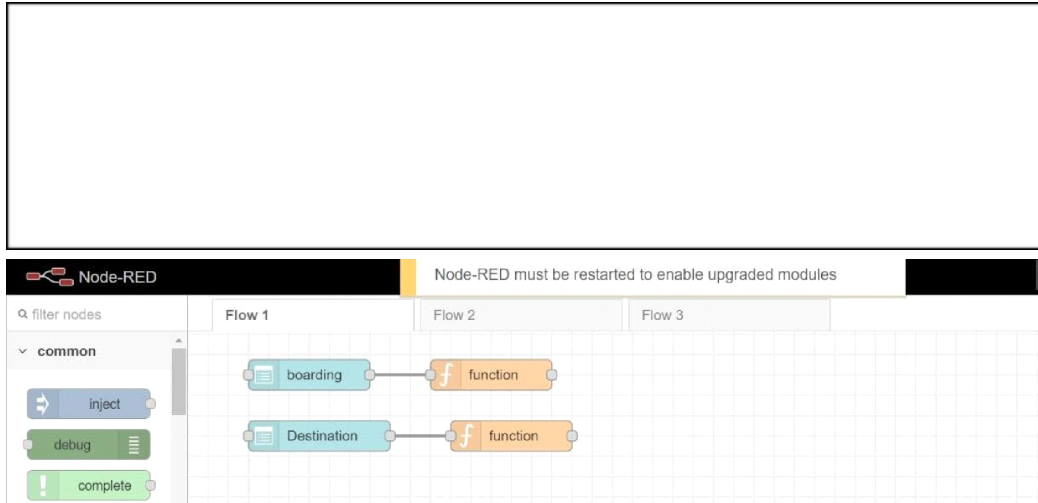 Node-RED
Node-RED must be restarted to enable upgraded modules
filter nodes
Flow 1
Flow 2
Flow 3
common
boarding
function
inject
Destination
function
debug
complete